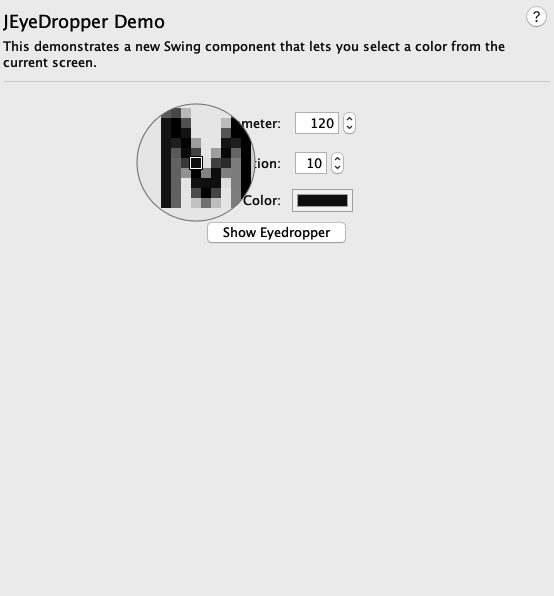 JEyeDropper Demo
?
This demonstrates a new Swing component that lets you select a color from the
current screen.
M
meter: 120
tion: 10
Color:
Show Eyedropper